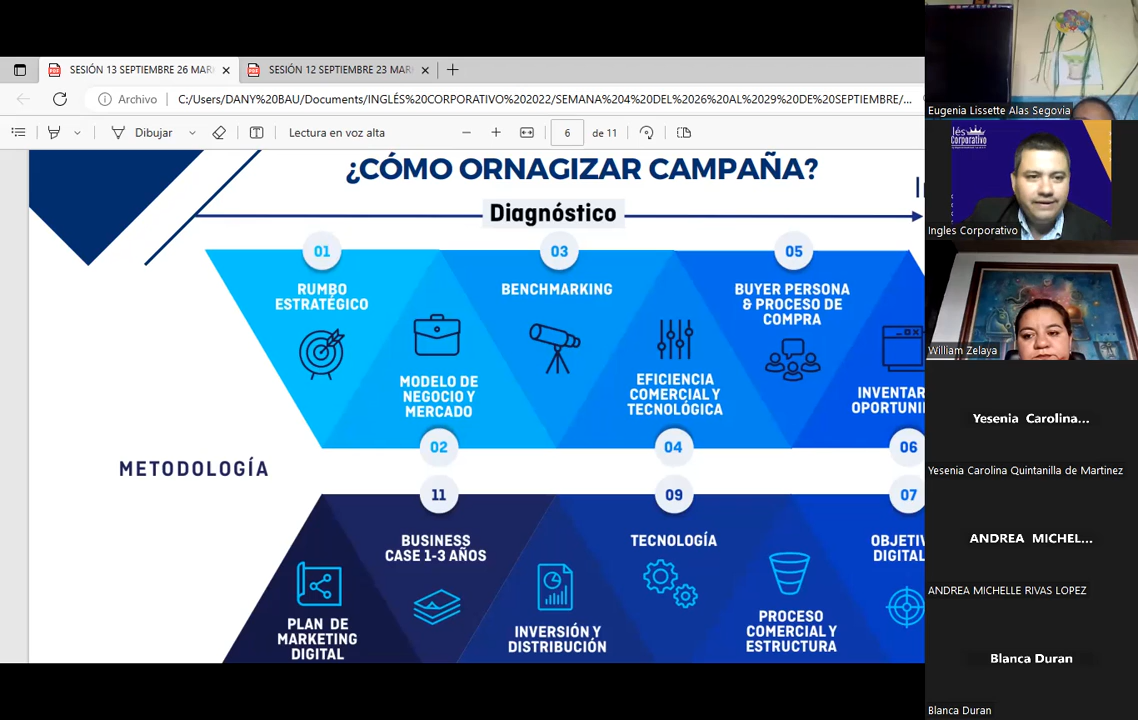 SESIÓN 13 SEPTIEMBRE 26 MAR
SESIÓN 12 SEPTIEMBRE 23 MAR
Archivo
C:/Users/DANY%20BAU/Documents/INGLÉS%20CORPORATIVO%202022/SEMANA%204%20DEL%2026%20AL%2029%20DE%20SEPTIEMBRE/...
Dibujar
Lectura en voz alta
6 de 11
¿CÓMO ORNAGIZAR CAMPAÑA?
Diagnóstico
01
RUMBO
ESTRATÉGICO
MODELO DE
NEGOCIO Y
MERCADO
02
03
BENCHMARKING
EFICIENCIA
COMERCIAL Y
TECNOLÓGICA
04
05
BUYER PERSONA
& PROCESO DE
COMPRA
INVENTAR
OPORTUNI
06
METODOLOGÍA
PLAN DE
MARKETING
DIGITAL
11
BUSINESS
CASE 1-3 AÑOS
INVERSIÓN Y
DISTRIBUCIÓN
09
TECNOLOGÍA
PROCESO
COMERCIAL Y
ESTRUCTURA
07
OBJETIV
DIGITAL
Eugenia Lissette Alas Segovia
lés
Corporativo
Ingles Corporativo
William Zelaya
Yesenia Carolina...
Yesenia Carolina Quintanilla de Martinez
ANDREA MICHEL...
ANDREA MICHELLE RIVAS LOPEZ
Blanca Duran
Blanca Duran